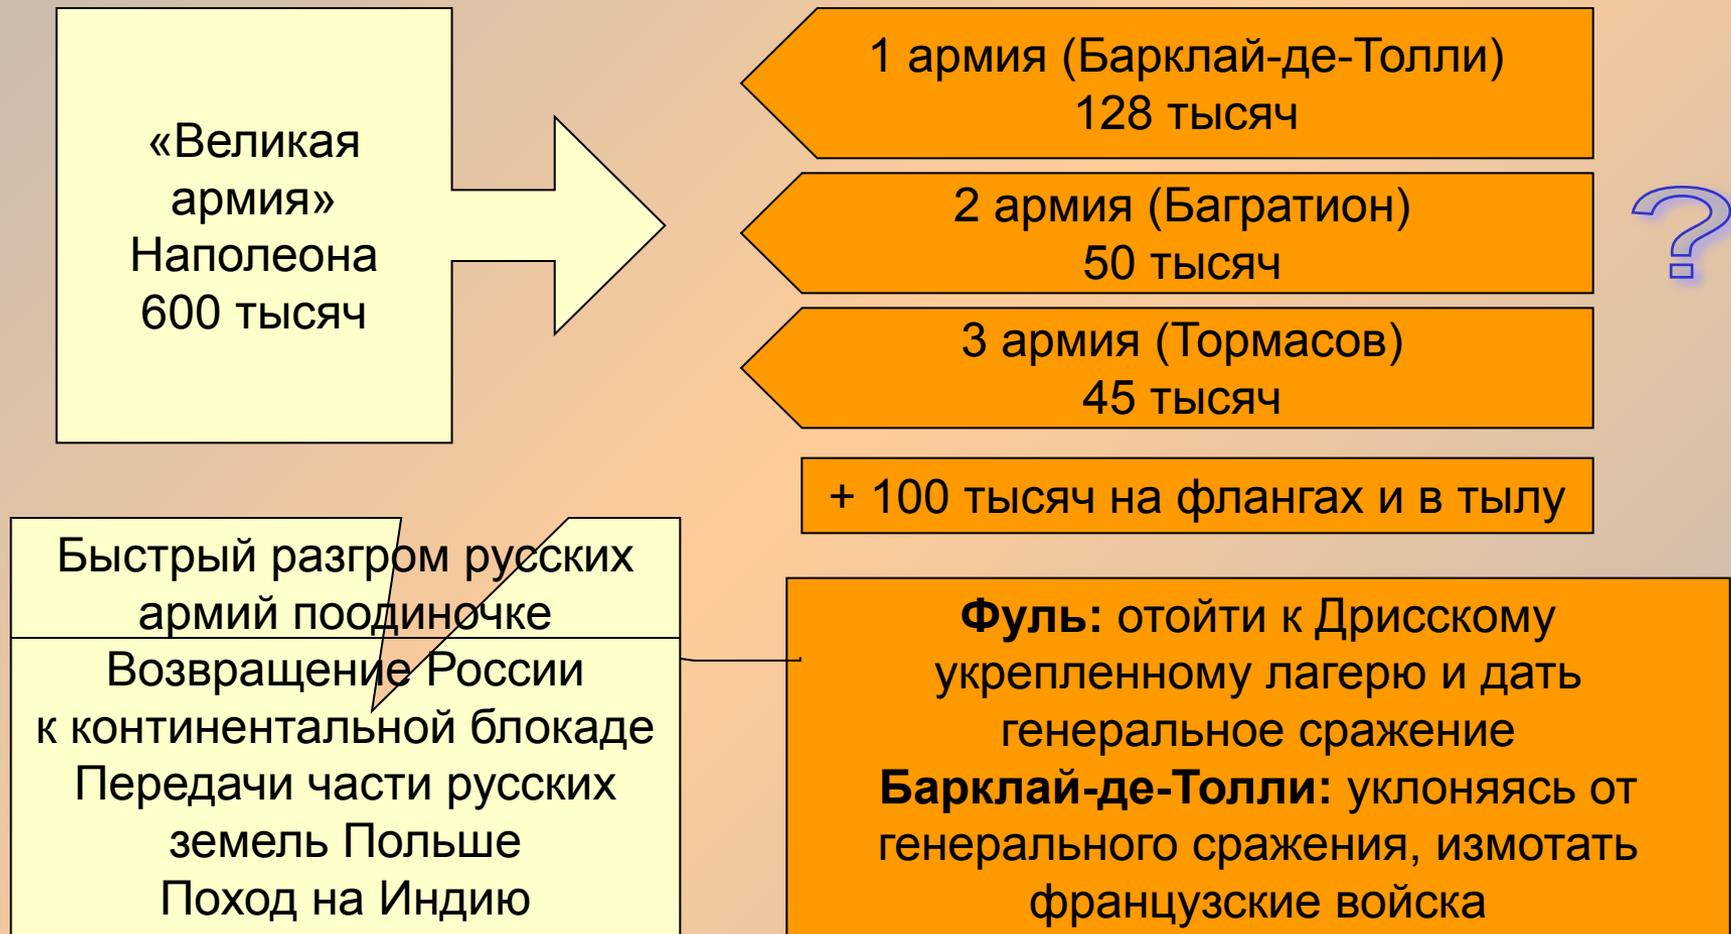 «Великая
армия»
Наполеона
600 тысяч
1 армия (Барклай-де-Толли)
128 тысяч
2 армия (Багратион)
50 тысяч
3 армия (Тормасов)
45 тысяч
+ 100 тысяч на флангах и в тылу
?
Быстрый разгром русских
армий поодиночке
Возвращение России
к континентальной блокаде
Передачи части русских
земель Польше
Поход на Индию
Фуль: отойти к Дрисскому
укрепленному лагерю и дать
генеральное сражение
Барклай-де-Толли: уклоняясь от
генерального сражения, измотать
французские войска